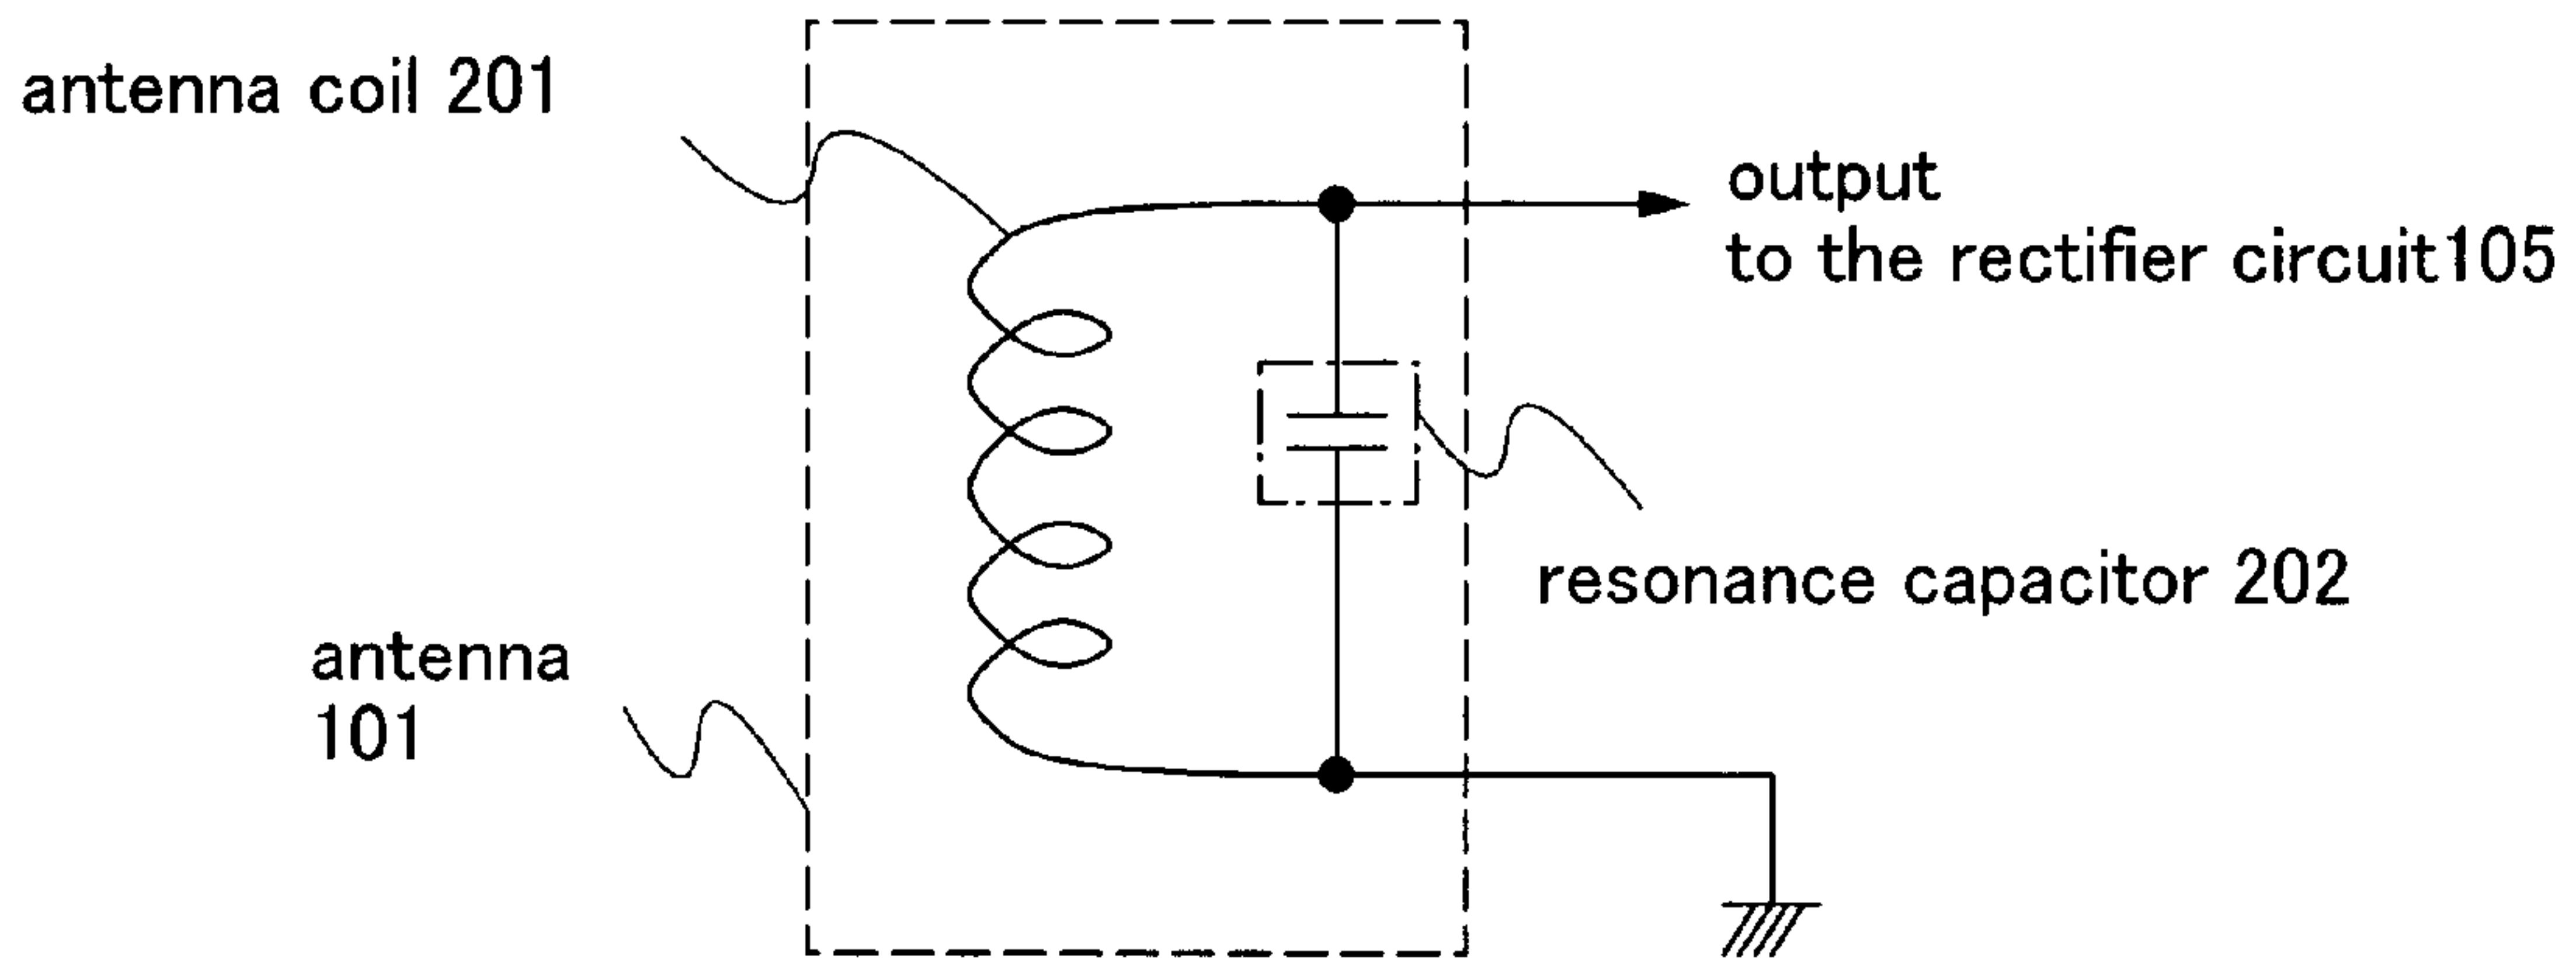 antenna coil 201
output
to the rectifier circuit105
resonance capacitor 202
antenna
101